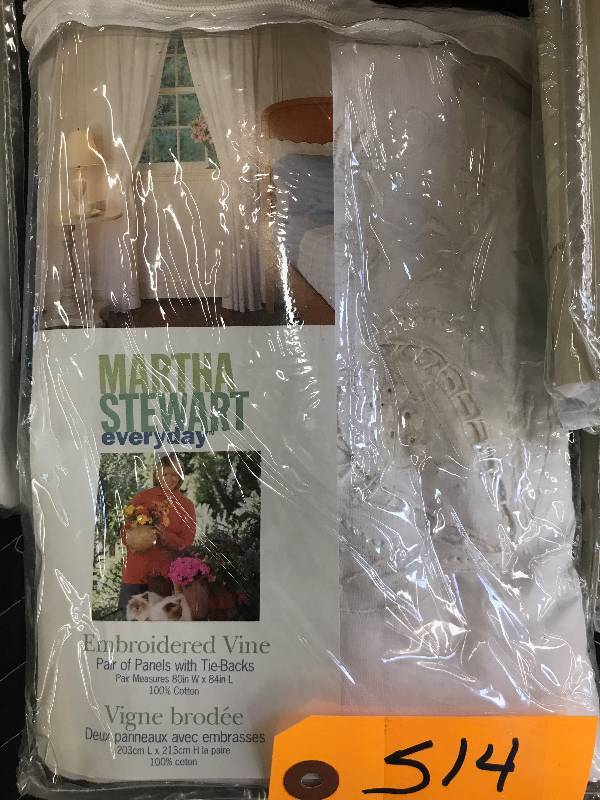 MARTHA
STEWART
everyday
Embroidered Vine
Pair of Panels with Tie-Backs
Pair Measures 80in W x 84in L
100% Cotton
Vigne brodée
Deux panneaux avec embrasses
203cm L x 213cm H la paire
100% coton
514